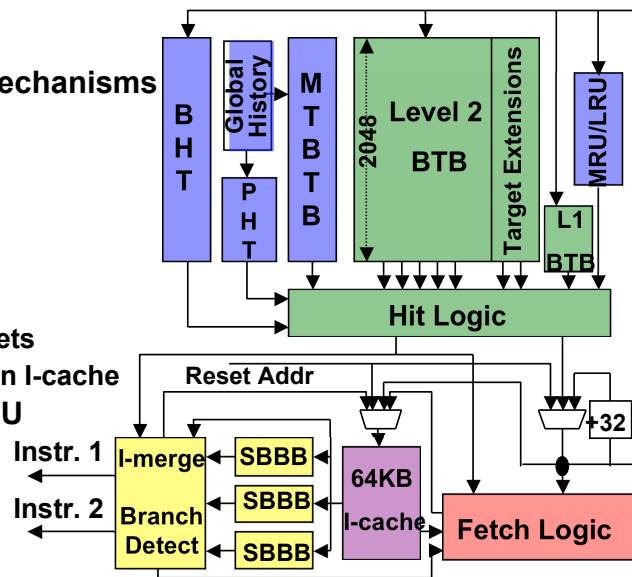 echanisms
B
H
T
Global
History
P
H
T
M
T
B
T
B
2048
Level 2
BTB
Target Extensions
MRU/LRU
L1
BTB
Hit Logic
ets
n I-cache
U
Reset Addr
+32
Instr. 1
Instr. 2
I-merge
Branch
Detect
SBBB
SBBB
SBBB
64KB
I-cache
Fetch Logic